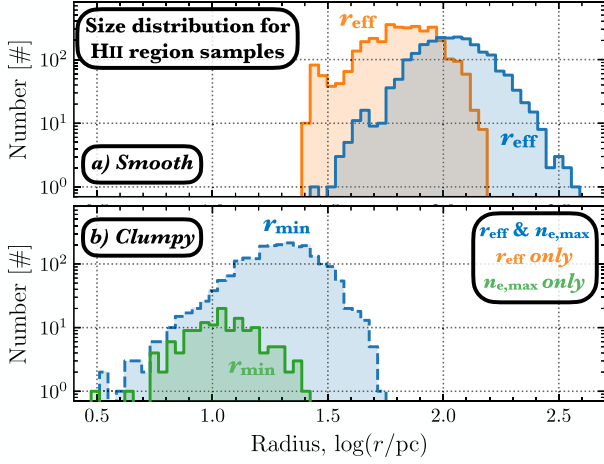 Size distribution for
HII region samples
r_eff
r_eff
a) Smooth
Number [#]
10^2
10^1
10^0
b) Clumpy
r_min
r_min
r_eff & n_e,max
r_eff only
n_e,max only
Number [#]
10^2
10^1
10^0
0.5 1.0 1.5 2.0 2.5
Radius, log(r/pc)